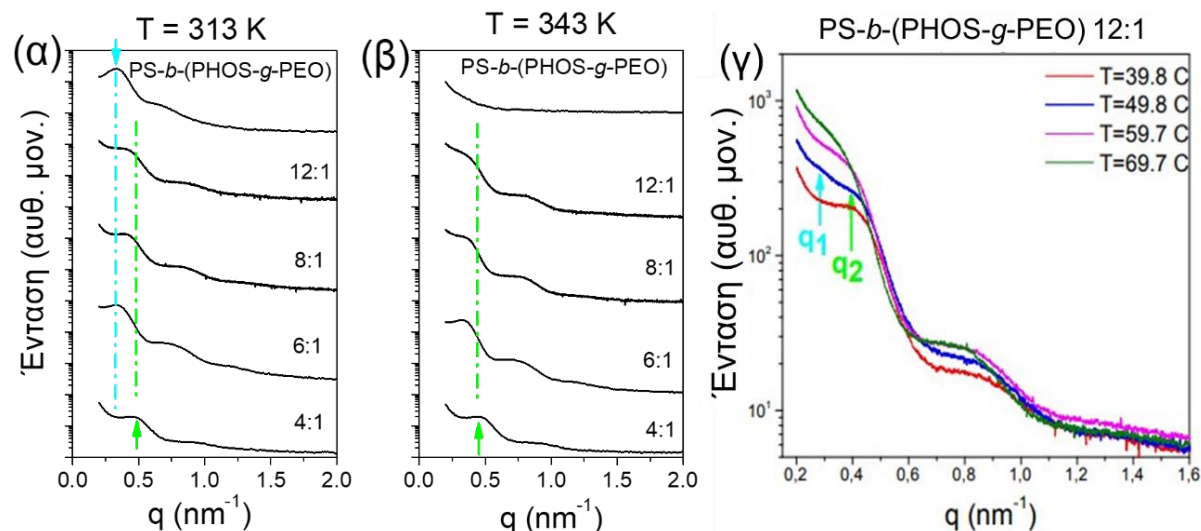 (α)
T = 313 K
PS-b-(PHOS-g-PEO)
12:1
8:1
6:1
4:1
Ένταση (αυθ. μον.)
0.0 0.5 1.0 1.5 2.0
q (nm⁻¹)
(β)
T = 343 K
PS-b-(PHOS-g-PEO)
12:1
8:1
6:1
4:1
0.0 0.5 1.0 1.5 2.0
q (nm⁻¹)
(γ)
PS-b-(PHOS-g-PEO) 12:1
T=39.8 C
T=49.8 C
T=59.7 C
T=69.7 C
q₁
q₂
Ένταση (αυθ. μον.)
10³
10²
10¹
0,2 0,4 0,6 0,8 1,0 1,2 1,4 1,6
q (nm⁻¹)